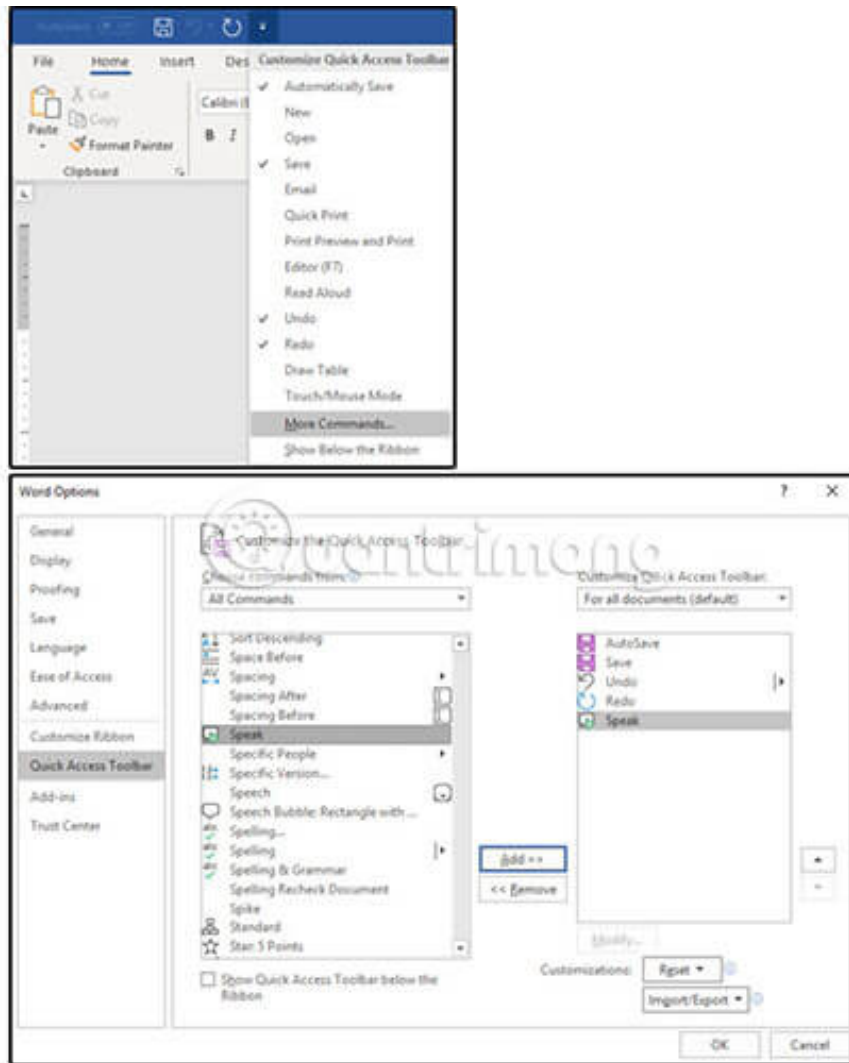 File Home Insert Des
Customize Quick Access Toolbar
Cut
Copy
Paste
Format Painter
Clipboard
Calibri (
B I
Automatically Save
New
Open
Save
Email
Quick Print
Print Preview and Print
Editor (F7)
Read Aloud
Undo
Redo
Draw Table
Touch/Mouse Mode
More Commands...
Show Below the Ribbon
Word Options ? ×
General
Display
Proofing
Save
Language
Ease of Access
Advanced
Customize Ribbon
Quick Access Toolbar
Add-ins
Trust Center
Quantrimang
Customize the Quick Access Toolbar.
Choose commands from:
All Commands
Sort Descending
Space Before
Spacing
Spacing After
Spacing Before
Speak
Specific People
Specific Version...
Speech
Speech Bubble: Rectangle with ...
Spelling...
Spelling
Spelling & Grammar
Spelling Recheck Document
Spike
Standard
Star: 5 Points
Show Quick Access Toolbar below the
Ribbon
Add >>
<< Remove
Customize Quick Access Toolbar:
For all documents (default)
AutoSave
Save
Undo
Redo
Speak
Modify...
Customizations: Reset
Import/Export
OK Cancel